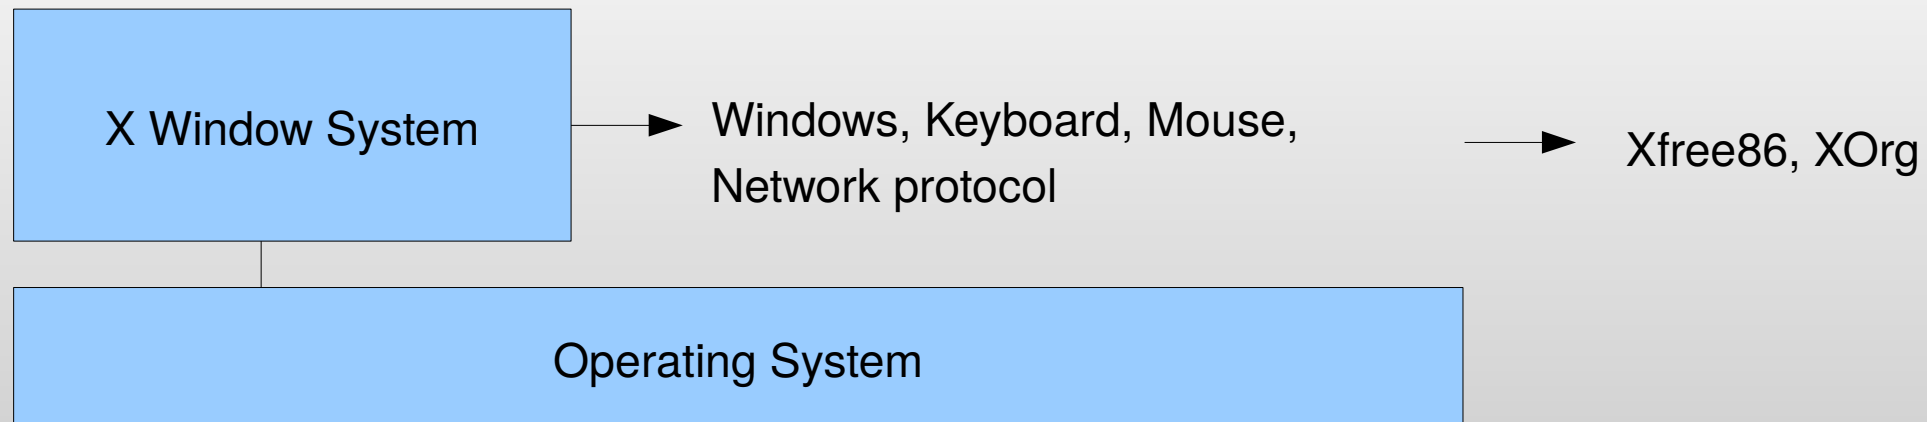 X Window System
Windows, Keyboard, Mouse,
Network protocol
Xfree86, XOrg
Operating System